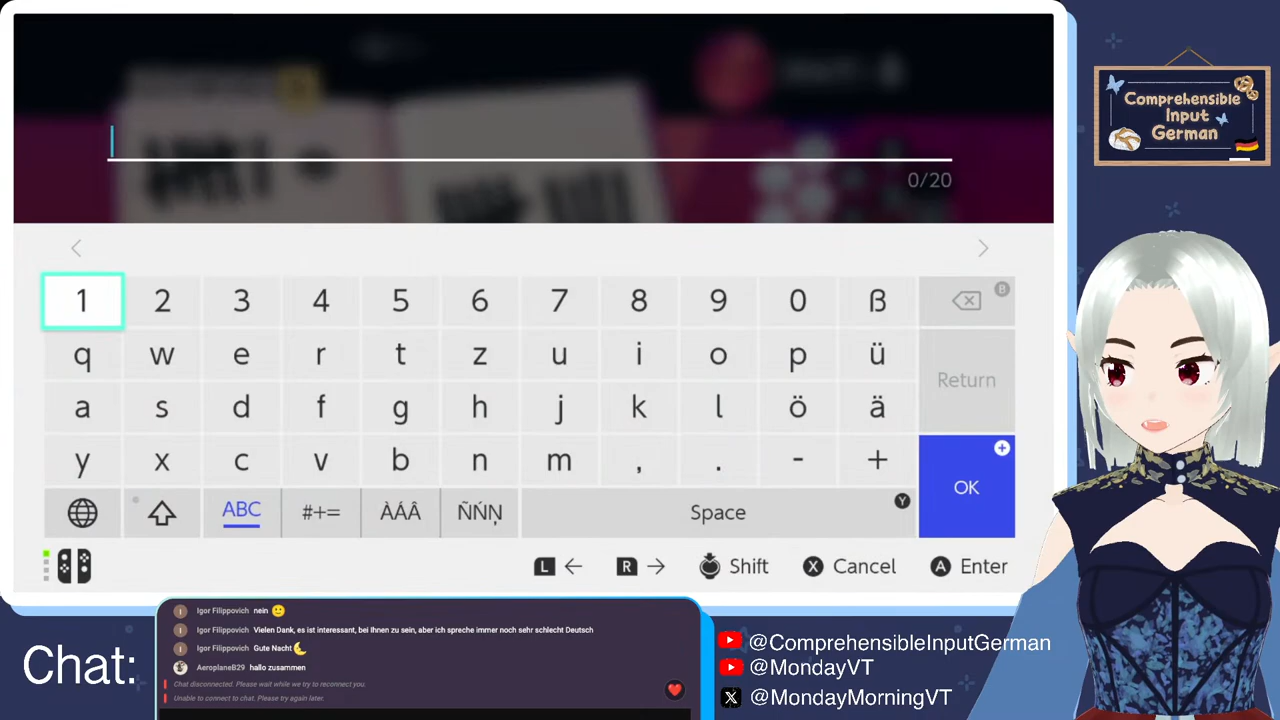 0/20
1 2 3 4 5 6 7 8 9 0 ß B
q w e r t z u i o p ü
Return
a s d f g h j k l ö ä
y x c v b n m , . - +
OK
ABC #+= ÀÁÂ ÑŃŅ Space Y
L ← R → Shift X Cancel A Enter
Comprehensible
Input
German
Chat:
Igor Filippovich nein 🙂
Igor Filippovich Vielen Dank, es ist interessant, bei Ihnen zu sein, aber ich spreche immer noch sehr schlecht Deutsch
Igor Filippovich Gute Nacht 🌜
AeroplaneB29 hallo zusammen
Chat disconnected. Please wait while we try to reconnect you.
Unable to connect to chat. Please try again later.
@ComprehensibleInputGerman
@MondayVT
@MondayMorningVT